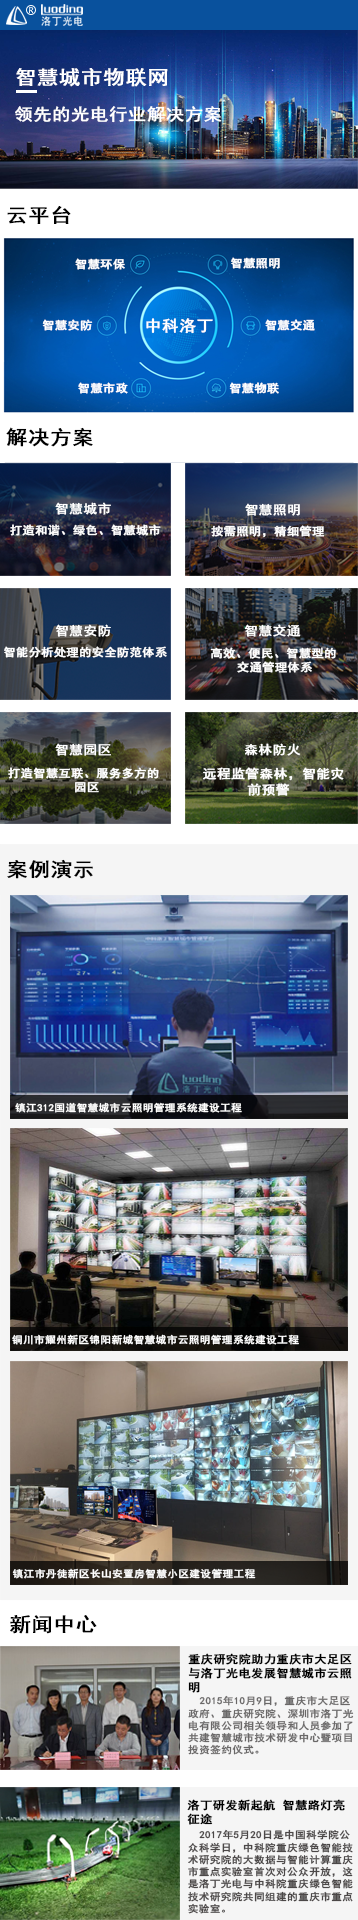 ® luoding
洛丁光电
智慧城市物联网
领先的光电行业解决方案
云平台
智慧环保
智慧照明
智慧安防
中科洛丁
智慧交通
智慧市政
智慧物联
解决方案
智慧城市
打造和谐、绿色、智慧城市
智慧照明
按需照明，精细管理
智慧安防
智能分析处理的安全防范体系
智慧交通
高效、便民、智慧型的
交通管理体系
智慧园区
打造智慧互联、服务多方的
园区
森林防火
远程监管森林，智能灾
前预警
案例演示
luoding
洛丁光电
镇江312国道智慧城市云照明管理系统建设工程
铜川市耀州新区锦阳新城智慧城市云照明管理系统建设工程
镇江市丹徒新区长山安置房智慧小区建设管理工程
新闻中心
重庆研究院助力重庆市大足区
与洛丁光电发展智慧城市云照
明
2015年10月9日，重庆市大足区
政府、重庆研究院、深圳市洛丁光
电有限公司相关领导和人员参加了
共建智慧城市技术研发中心暨项目
投资签约仪式。
洛丁研发新起航 智慧路灯亮
征途
2017年5月20日是中国科学院公
众科学日，中科院重庆绿色智能技
术研究院的大数据与智能计算重庆
市重点实验室首次对公众开放，这
是洛丁光电与中科院重庆绿色智能
技术研究院共同组建的重庆市重点
实验室。